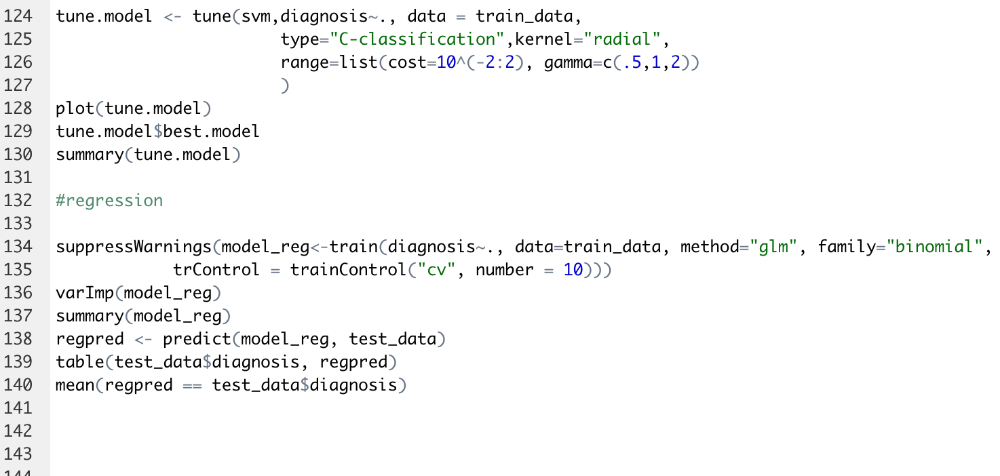 124 tune.model <- tune(svm,diagnosis~., data = train_data,
125 type="C-classification",kernel="radial",
126 range=list(cost=10^(-2:2), gamma=c(.5,1,2))
127 )
128 plot(tune.model)
129 tune.model$best.model
130 summary(tune.model)
131
132 #regression
133
134 suppressWarnings(model_reg<-train(diagnosis~., data=train_data, method="glm", family="binomial",
135 trControl = trainControl("cv", number = 10)))
136 varImp(model_reg)
137 summary(model_reg)
138 regpred <- predict(model_reg, test_data)
139 table(test_data$diagnosis, regpred)
140 mean(regpred == test_data$diagnosis)
141
142
143
144